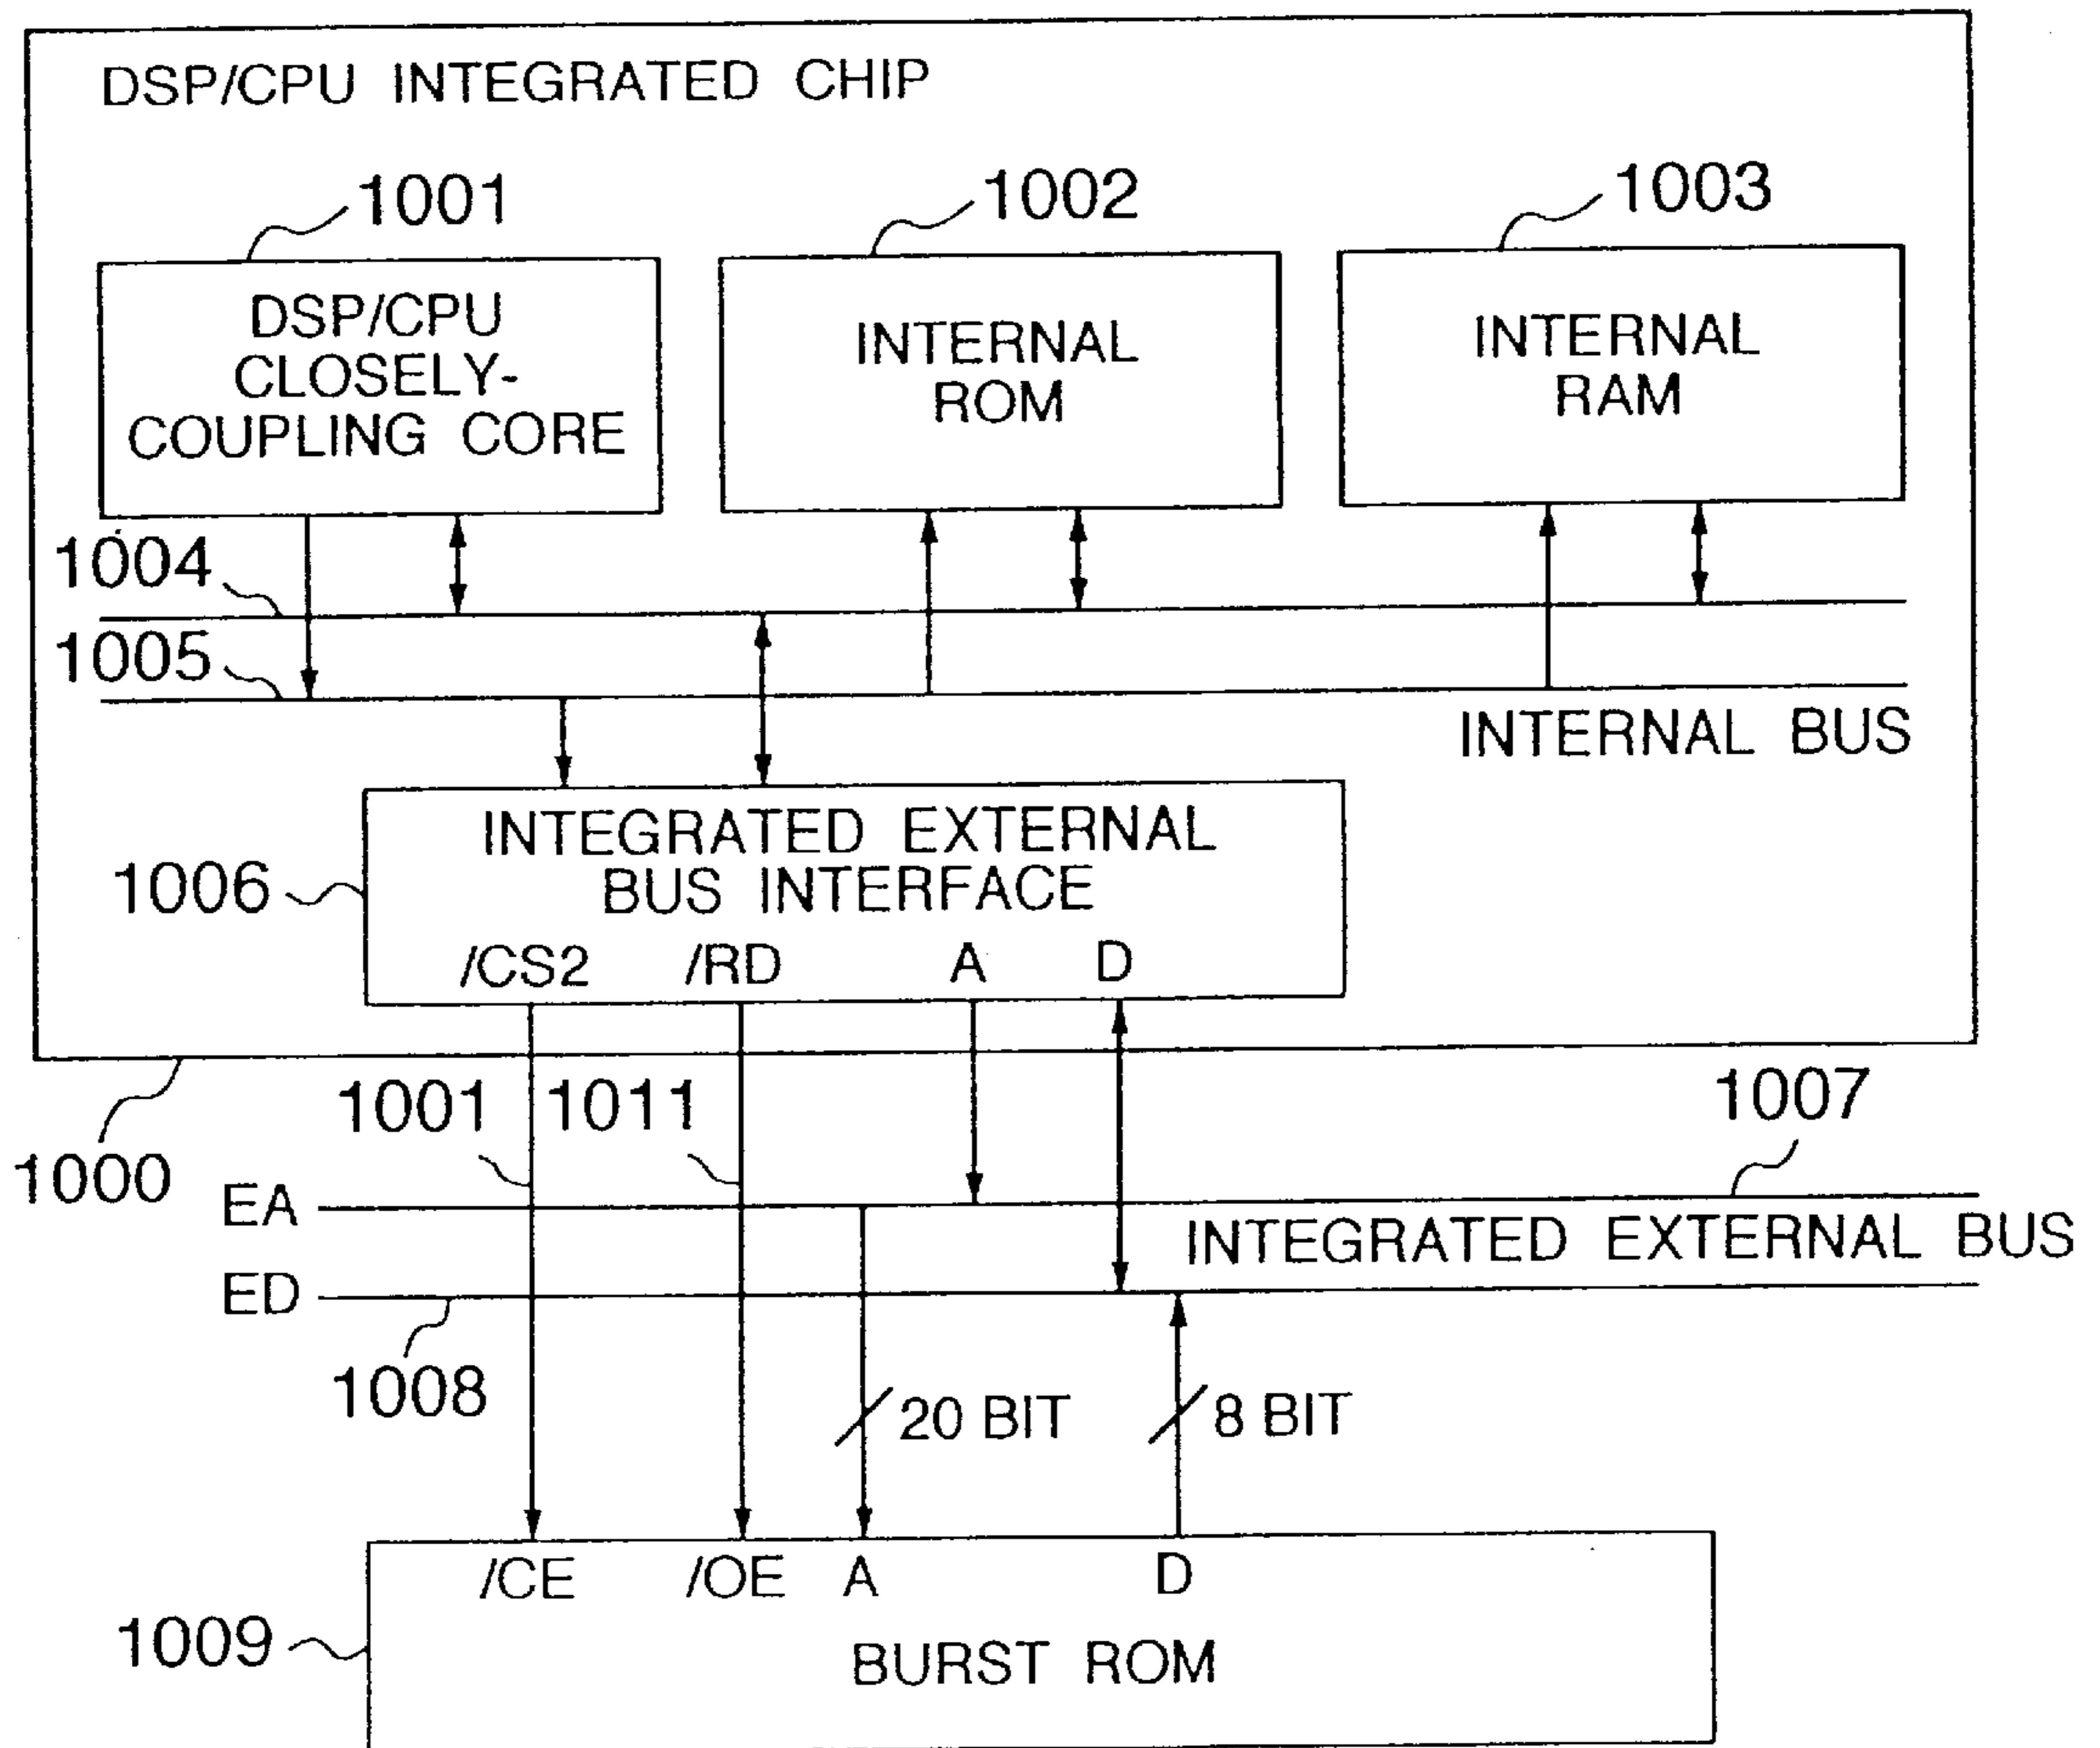 DSP/CPU INTEGRATED CHIP
1001
1002
1003
DSP/CPU
CLOSELY-
COUPLING CORE
INTERNAL
ROM
INTERNAL
RAM
1004
1005
INTERNAL BUS
INTEGRATED EXTERNAL
BUS INTERFACE
1006
/CS2 /RD A D
1001 1011
1007
1000
EA
INTEGRATED EXTERNAL BUS
ED
1008
20 BIT
8 BIT
/CE /OE A D
1009
BURST ROM